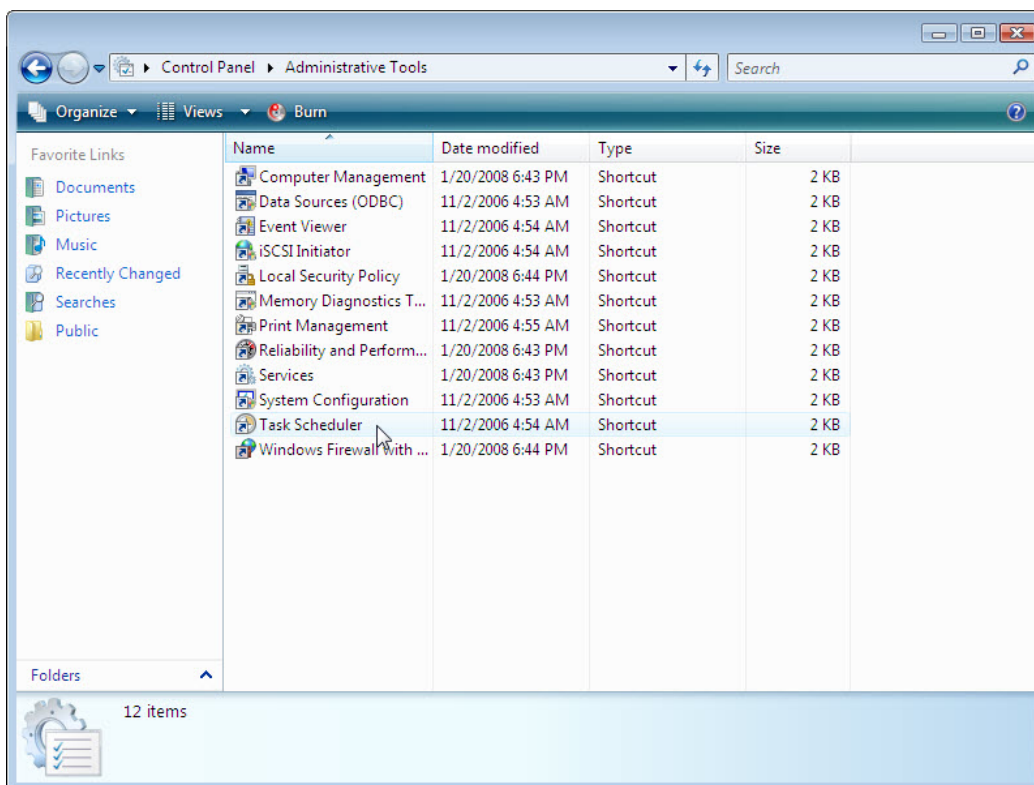 Control Panel Administrative Tools Search
Organize Views Burn
Favorite Links
Documents
Pictures
Music
Recently Changed
Searches
Public
Folders
Name Date modified Type Size
Computer Management 1/20/2008 6:43 PM Shortcut 2 KB
Data Sources (ODBC) 11/2/2006 4:53 AM Shortcut 2 KB
Event Viewer 11/2/2006 4:54 AM Shortcut 2 KB
iSCSI Initiator 11/2/2006 4:54 AM Shortcut 2 KB
Local Security Policy 1/20/2008 6:44 PM Shortcut 2 KB
Memory Diagnostics T... 11/2/2006 4:53 AM Shortcut 2 KB
Print Management 11/2/2006 4:55 AM Shortcut 2 KB
Reliability and Perform... 1/20/2008 6:43 PM Shortcut 2 KB
Services 1/20/2008 6:43 PM Shortcut 2 KB
System Configuration 11/2/2006 4:53 AM Shortcut 2 KB
Task Scheduler 11/2/2006 4:54 AM Shortcut 2 KB
Windows Firewall with ... 1/20/2008 6:44 PM Shortcut 2 KB
12 items